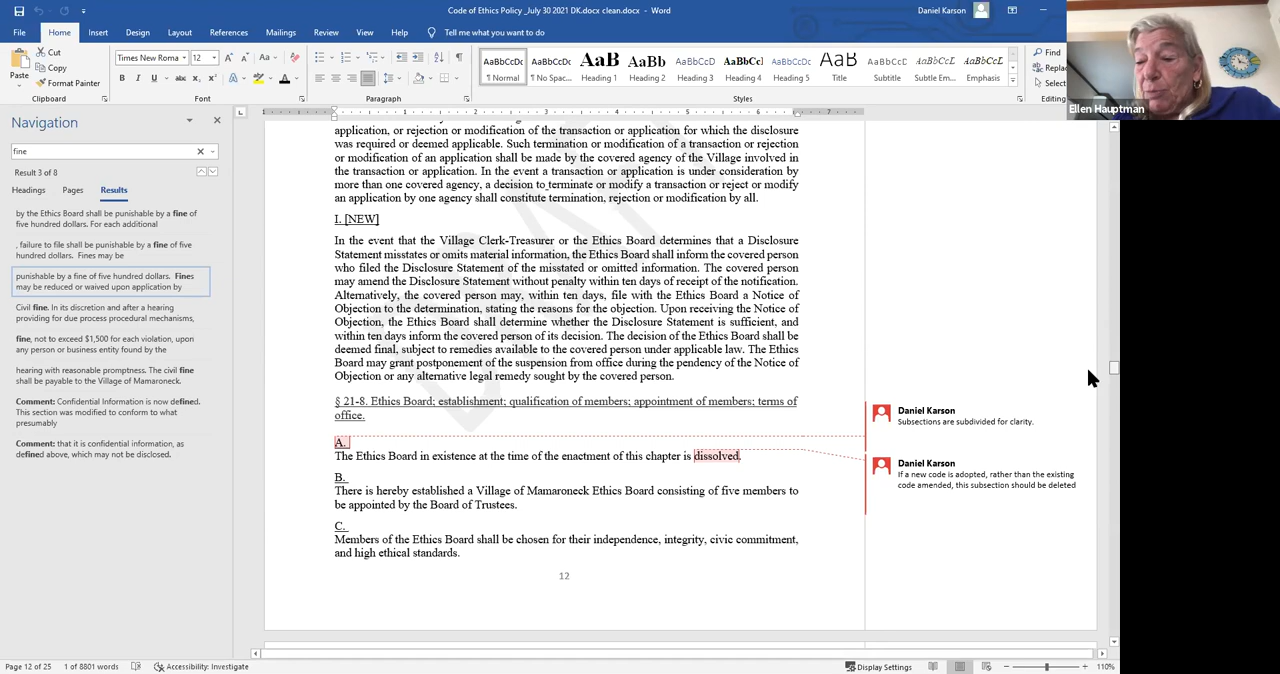 Code of Ethics Policy _July 30 2021 DK.docx clean.docx - Word
Daniel Karson
File Home Insert Design Layout References Mailings Review View Help Tell me what you want to do
Paste
Cut
Copy
Format Painter
Clipboard
Times New Roma 12
Font
Paragraph
AaBbCcDc AaBbCcDc AaBbC AaBbC AaBbCcD AaBbCcI AaBbCcDc AaB AaBbCcD AaBbCcL AaBbCcL
¶ Normal ¶ No Spac... Heading 1 Heading 2 Heading 3 Heading 4 Heading 5 Title Subtitle Subtle Em... Emphasis
Styles
Find
Replac
Select
Editing
Ellen Hauptman
Navigation
fine
Result 3 of 8
Headings Pages Results
by the Ethics Board shall be punishable by a fine of
five hundred dollars. For each additional
, failure to file shall be punishable by a fine of five
hundred dollars. Fines may be
punishable by a fine of five hundred dollars. Fines
may be reduced or waived upon application by
Civil fine. In its discretion and after a hearing
providing for due process procedural mechanisms,
fine, not to exceed $1,500 for each violation, upon
any person or business entity found by the
hearing with reasonable promptness. The civil fine
shall be payable to the Village of Mamaroneck.
Comment: Confidential Information is now defined.
This section was modified to conform to what
presumably
Comment: that it is confidential information, as
defined above, which may not be disclosed.
application, or rejection or modification of the transaction or application for which the disclosure
was required or deemed applicable. Such termination or modification of a transaction or rejection
or modification of an application shall be made by the covered agency of the Village involved in
the transaction or application. In the event a transaction or application is under consideration by
more than one covered agency, a decision to terminate or modify a transaction or reject or modify
an application by one agency shall constitute termination, rejection or modification by all.
I. [NEW]
In the event that the Village Clerk-Treasurer or the Ethics Board determines that a Disclosure
Statement misstates or omits material information, the Ethics Board shall inform the covered person
who filed the Disclosure Statement of the misstated or omitted information. The covered person
may amend the Disclosure Statement without penalty within ten days of receipt of the notification.
Alternatively, the covered person may, within ten days, file with the Ethics Board a Notice of
Objection to the determination, stating the reasons for the objection. Upon receiving the Notice of
Objection, the Ethics Board shall determine whether the Disclosure Statement is sufficient, and
within ten days inform the covered person of its decision. The decision of the Ethics Board shall be
deemed final, subject to remedies available to the covered person under applicable law. The Ethics
Board may grant postponement of the suspension from office during the pendency of the Notice of
Objection or any alternative legal remedy sought by the covered person.
§ 21-8. Ethics Board; establishment; qualification of members; appointment of members; terms of
office.
A.
The Ethics Board in existence at the time of the enactment of this chapter is dissolved.
B.
There is hereby established a Village of Mamaroneck Ethics Board consisting of five members to
be appointed by the Board of Trustees.
C.
Members of the Ethics Board shall be chosen for their independence, integrity, civic commitment,
and high ethical standards.
12
Daniel Karson
Subsections are subdivided for clarity.
Daniel Karson
If a new code is adopted, rather than the existing
code amended, this subsection should be deleted
Page 12 of 25 1 of 8801 words Accessibility: Investigate
Display Settings
110%